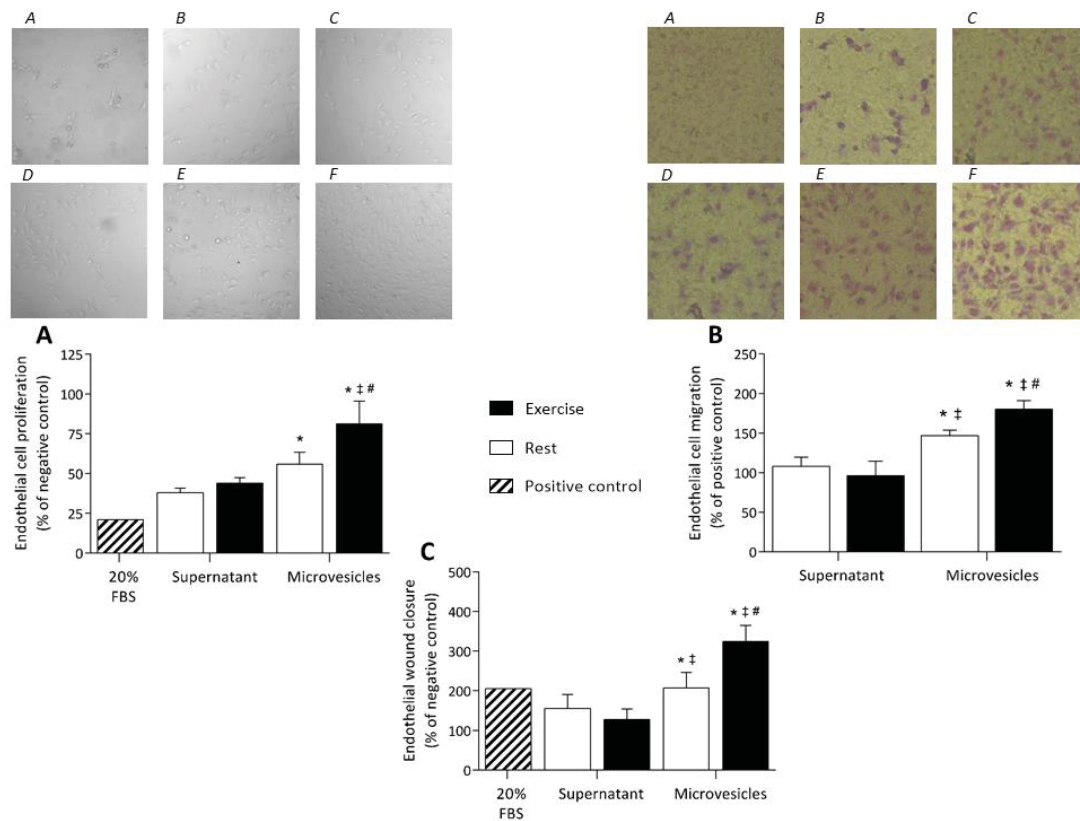 A B C
D E F
A B C
D E F
A
Endothelial cell proliferation
(% of negative control)
125
100
75
50
25
0
*
* ‡ #
20%
FBS
Supernatant
Microvesicles
Exercise
Rest
Positive control
B
Endothelial cell migration
(% of positive control)
250
200
150
100
50
0
* ‡
* ‡ #
Supernatant
Microvesicles
C
Endothelial wound closure
(% of negative control)
500
400
300
200
100
0
* ‡
* ‡ #
20%
FBS
Supernatant
Microvesicles